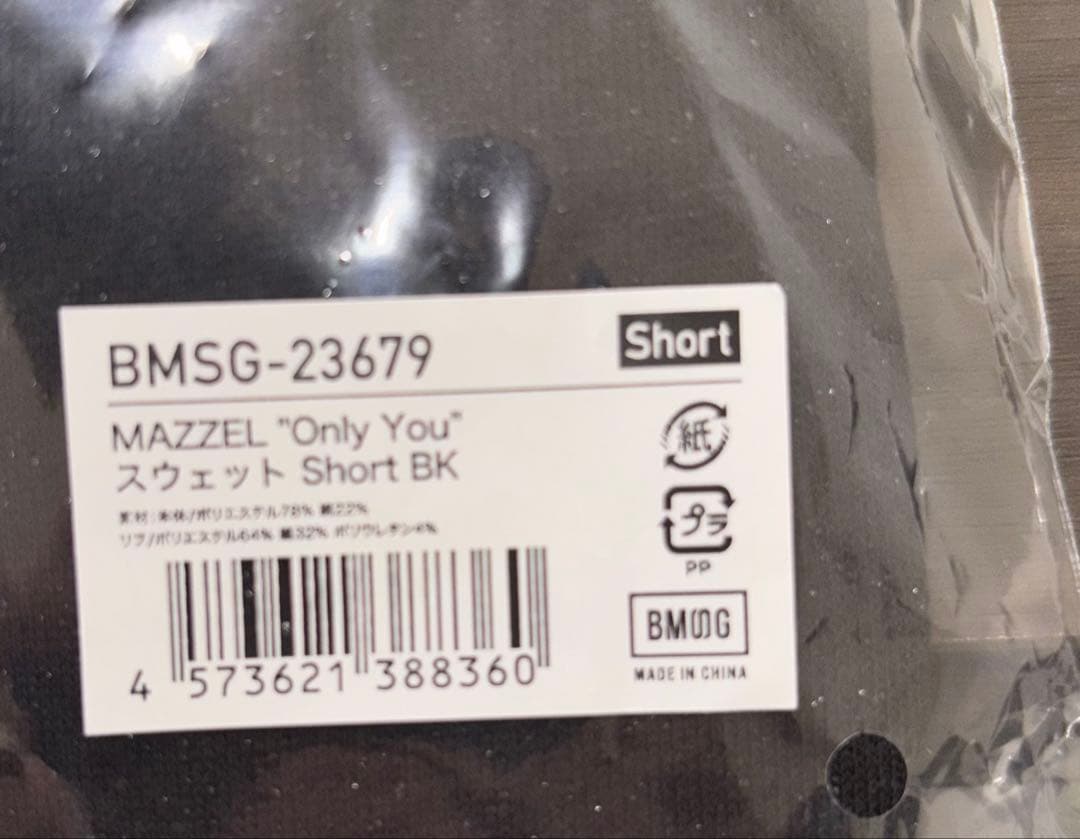 BMSG-23679
Short
MAZZEL "Only You"
スウェット Short BK
素材:本体/ポリエステル78% 綿22%
リブ/ポリエステル64% 綿32% ポリウレタン4%
紙
プラ
PP
BMSG
MADE IN CHINA
4 573621 388360